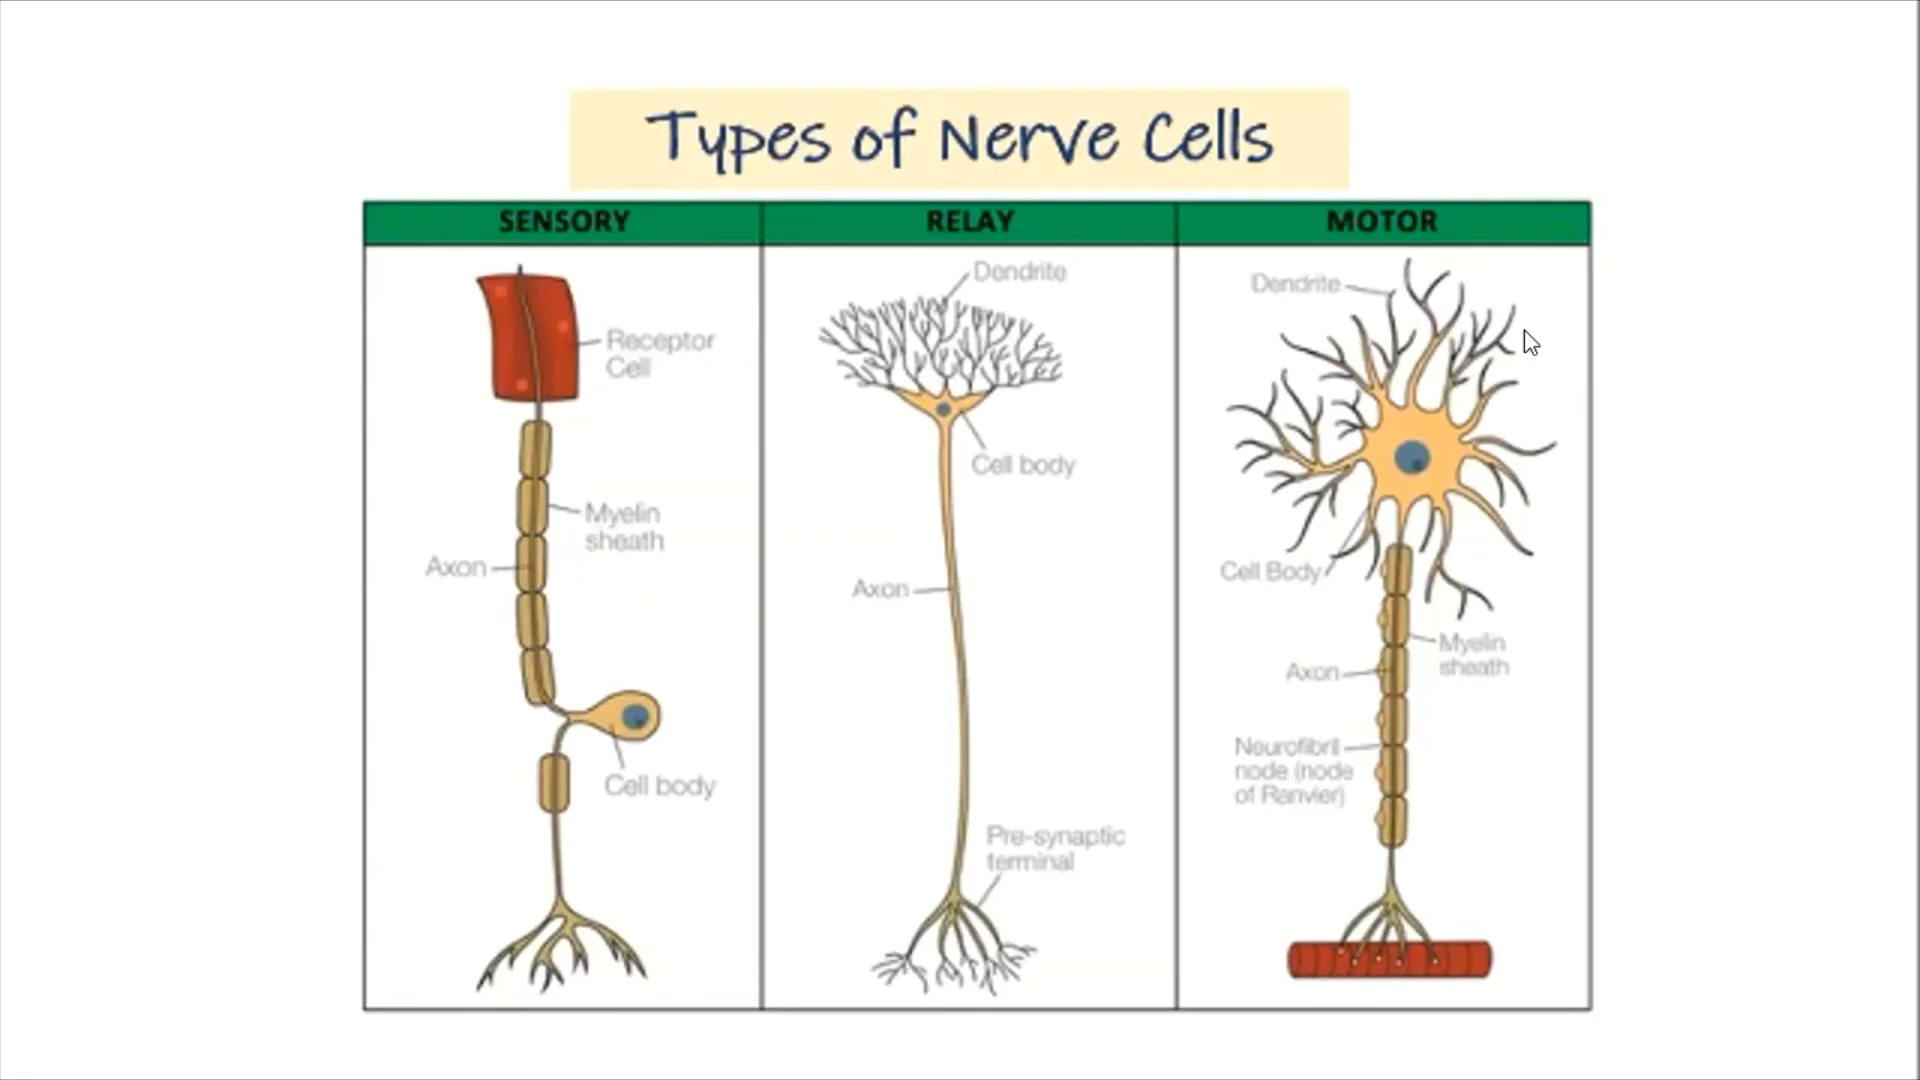 Types of Nerve Cells
SENSORY
RELAY
MOTOR
Receptor
Cell
Myelin
sheath
Axon
Cell body
Dendrite
Cell body
Axon
Pre-synaptic
terminal
Dendrite
Cell Body
Myelin
sheath
Axon
Neurofibril
node (node
of Ranvier)